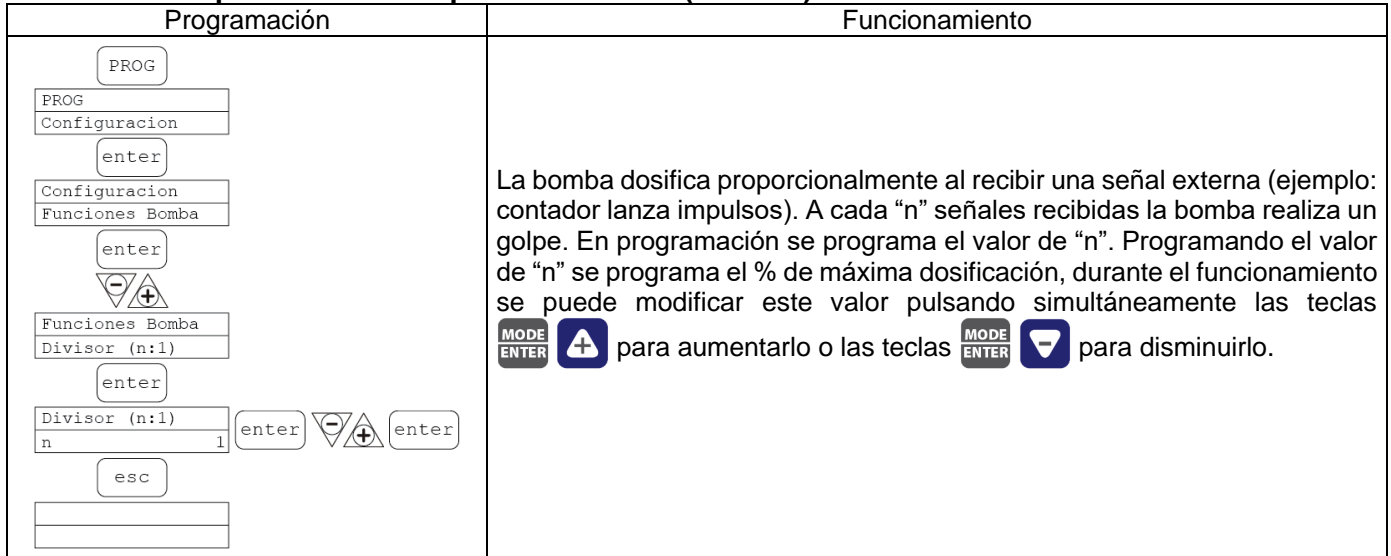 Programación
Funcionamiento
PROG
PROG
Configuracion
enter
Configuracion
Funciones Bomba
enter
Funciones Bomba
Divisor (n:1)
enter
Divisor (n:1)
n 1
enter
enter
esc
La bomba dosifica proporcionalmente al recibir una señal externa (ejemplo:
contador lanza impulsos). A cada “n” señales recibidas la bomba realiza un
golpe. En programación se programa el valor de “n”. Programando el valor
de “n” se programa el % de máxima dosificación, durante el funcionamiento
se puede modificar este valor pulsando simultáneamente las teclas
MODE ENTER + para aumentarlo o las teclas MODE ENTER - para disminuirlo.